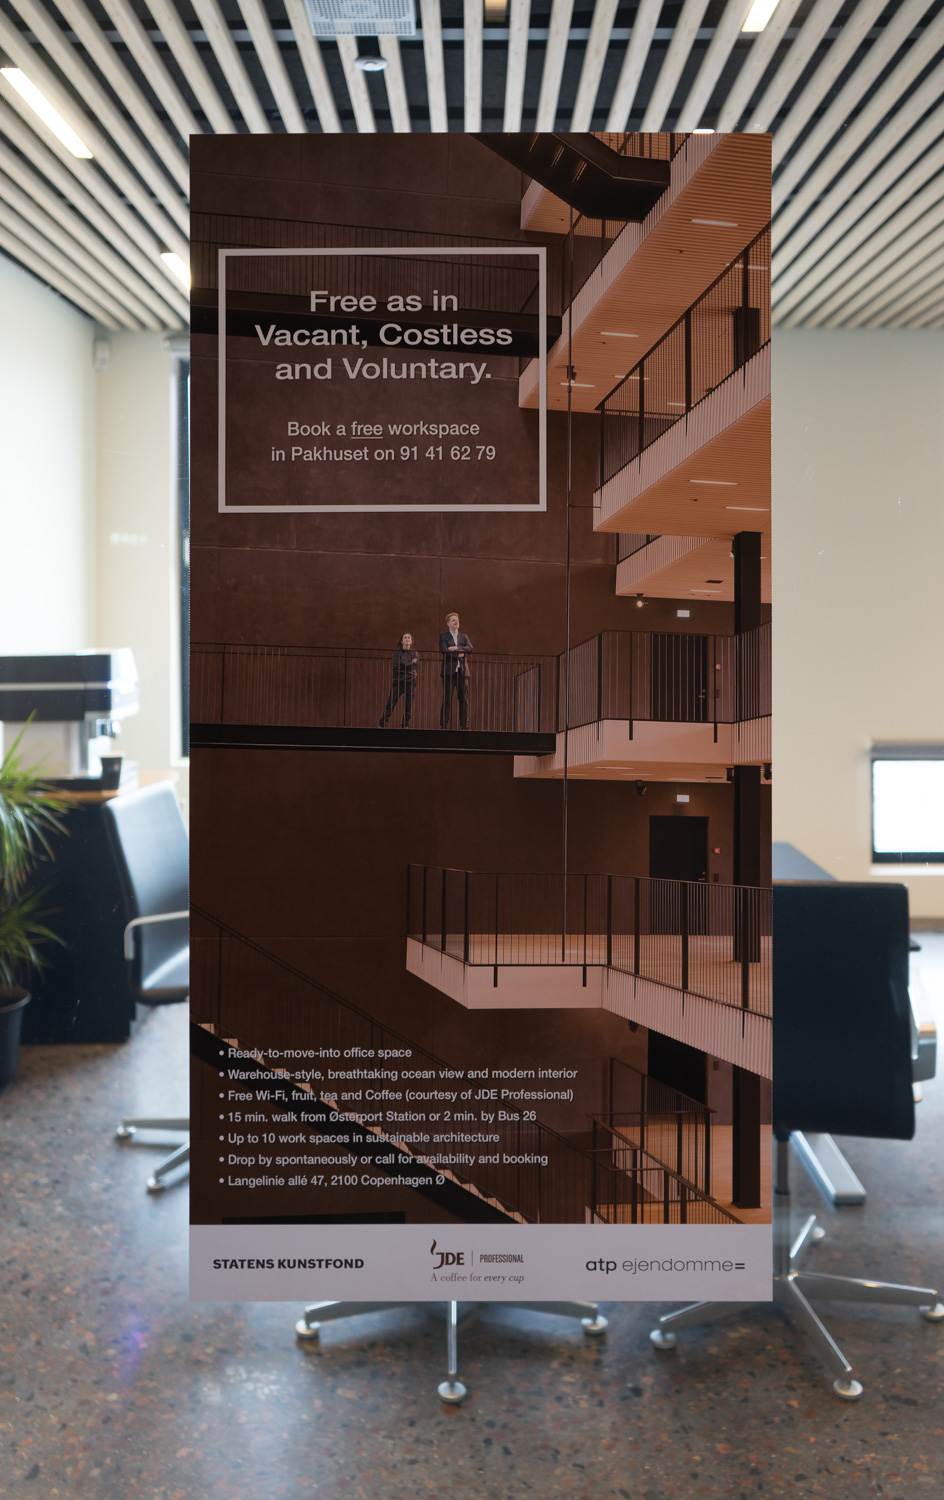 Free as in
Vacant, Costless
and Voluntary.
Book a free workspace
in Pakhuset on 91 41 62 79
• Ready-to-move-into office space
• Warehouse-style, breathtaking ocean view and modern interior
• Free Wi-Fi, fruit, tea and Coffee (courtesy of JDE Professional)
• 15 min. walk from Østerport Station or 2 min. by Bus 26
• Up to 10 work spaces in sustainable architecture
• Drop by spontaneously or call for availability and booking
• Langelinie allé 47, 2100 Copenhagen Ø
STATENS KUNSTFOND
JDE | PROFESSIONAL
A coffee for every cup
atp ejendomme=